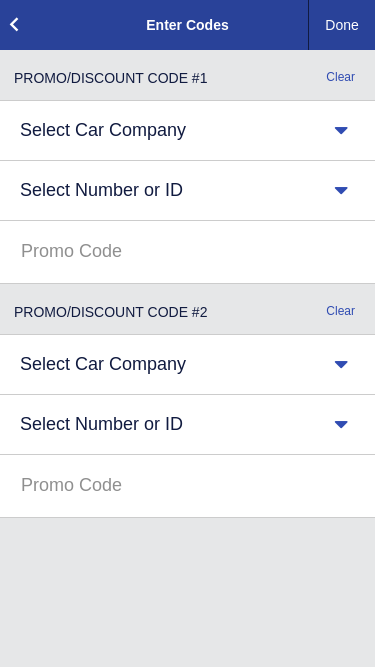 Enter Codes
Done
PROMO/DISCOUNT CODE #1
Clear
Select Car Company
Select Number or ID
Promo Code
PROMO/DISCOUNT CODE #2
Clear
Select Car Company
Select Number or ID
Promo Code